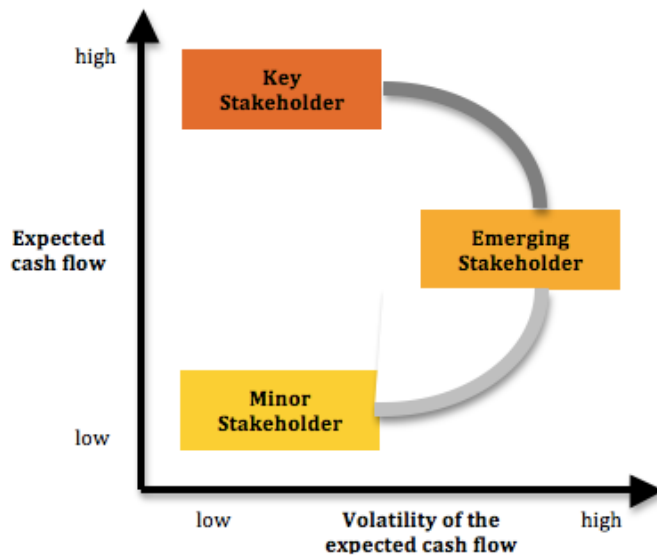 high
Key
Stakeholder
Expected
cash flow
Emerging
Stakeholder
Minor
Stakeholder
low
low
Volatility of the
expected cash flow
high